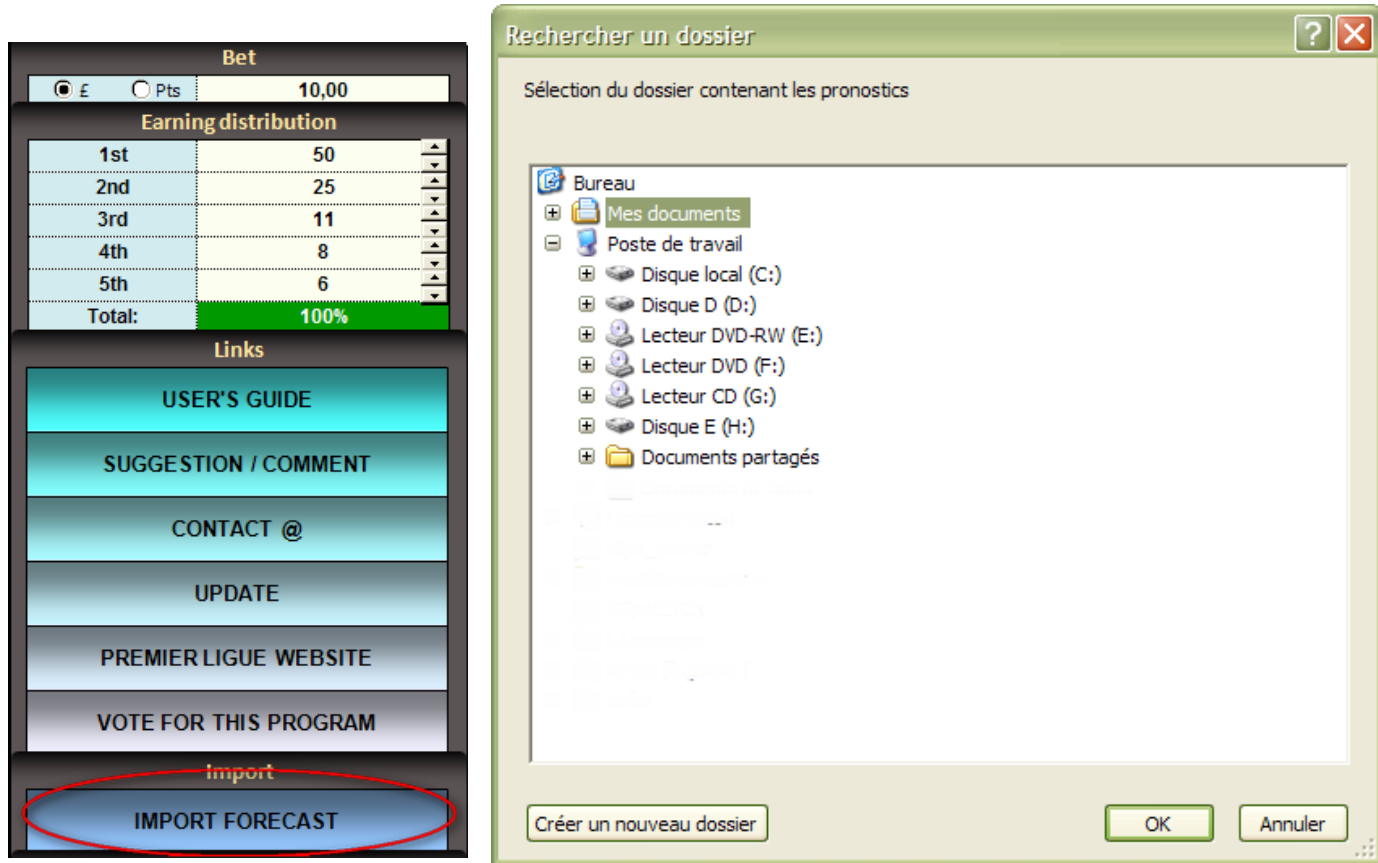 Bet
£ Pts 10,00
Earning distribution
1st 50
2nd 25
3rd 11
4th 8
5th 6
Total: 100%
Links
USER'S GUIDE
SUGGESTION / COMMENT
CONTACT @
UPDATE
PREMIER LIGUE WEBSITE
VOTE FOR THIS PROGRAM
Import
IMPORT FORECAST
Rechercher un dossier
Sélection du dossier contenant les pronostics
Bureau
Mes documents
Poste de travail
Disque local (C:)
Disque D (D:)
Lecteur DVD-RW (E:)
Lecteur DVD (F:)
Lecteur CD (G:)
Disque E (H:)
Documents partagés
Créer un nouveau dossier OK Annuler